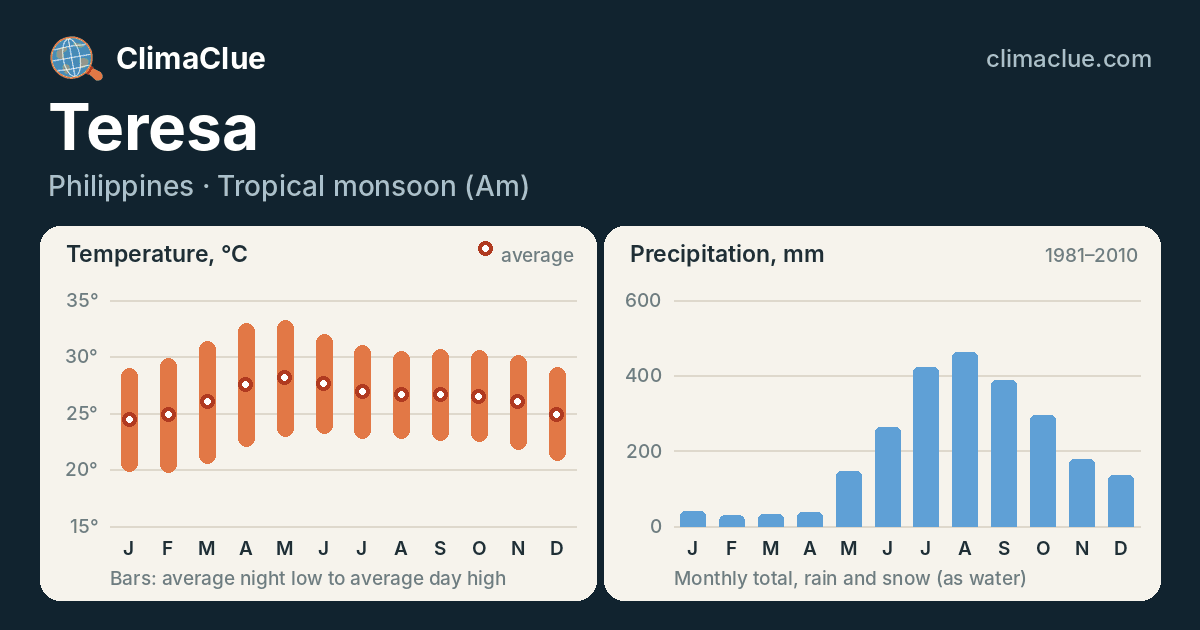 ClimaClue
climaclue.com
Teresa
Philippines · Tropical monsoon (Am)
Temperature, °C
average
35°
30°
25°
20°
15°
J F M A M J J A S O N D
Bars: average night low to average day high
Precipitation, mm
1981–2010
600
400
200
0
J F M A M J J A S O N D
Monthly total, rain and snow (as water)